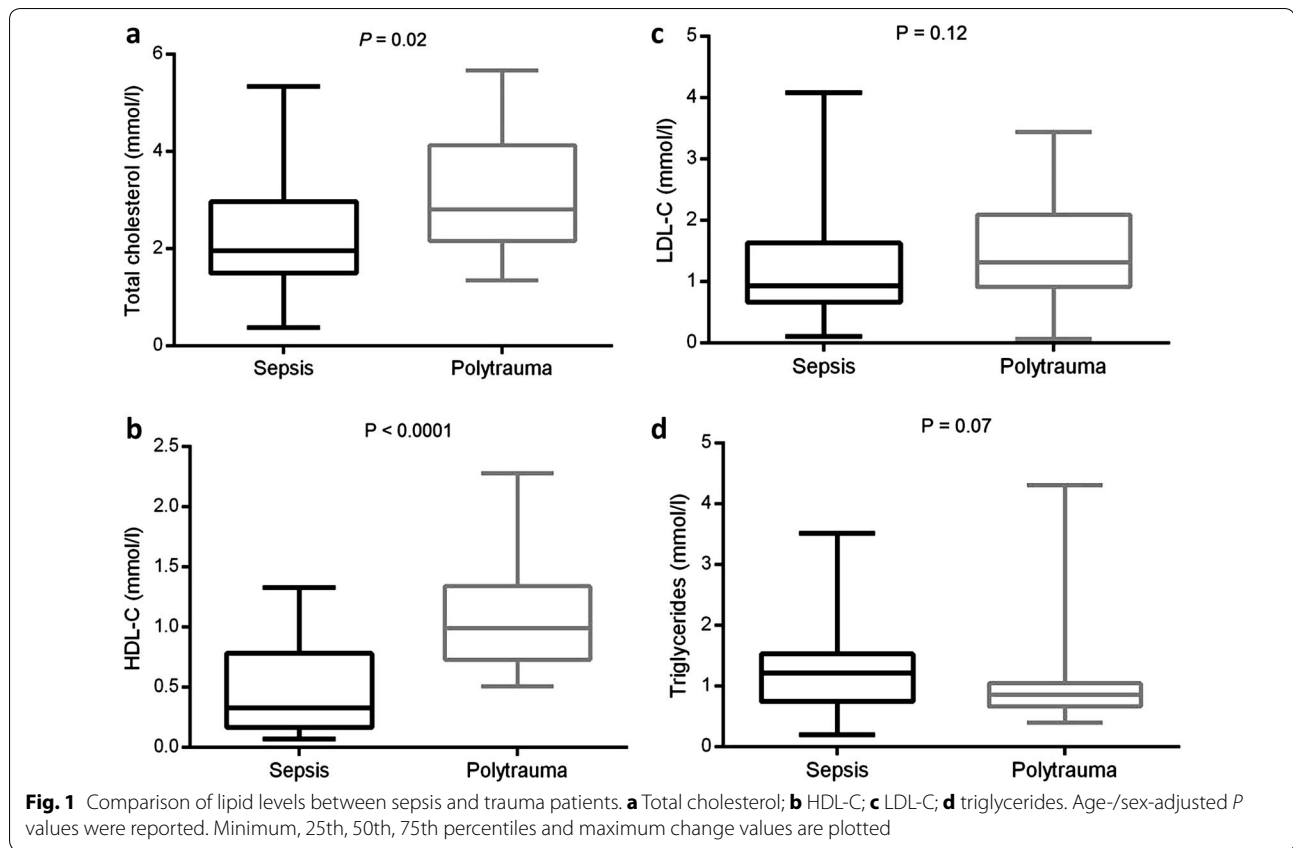 a
P = 0.02
Total cholesterol (mmol/l)
6
4
2
0
Sepsis Polytrauma
c
P = 0.12
LDL-C (mmol/l)
5
4
3
2
1
0
Sepsis Polytrauma
b
P < 0.0001
HDL-C (mmol/l)
2.5
2.0
1.5
1.0
0.5
0.0
Sepsis Polytrauma
d
P = 0.07
Triglycerides (mmol/l)
5
4
3
2
1
0
Sepsis Polytrauma
Fig. 1 Comparison of lipid levels between sepsis and trauma patients. a Total cholesterol; b HDL-C; c LDL-C; d triglycerides. Age-/sex-adjusted P
values were reported. Minimum, 25th, 50th, 75th percentiles and maximum change values are plotted